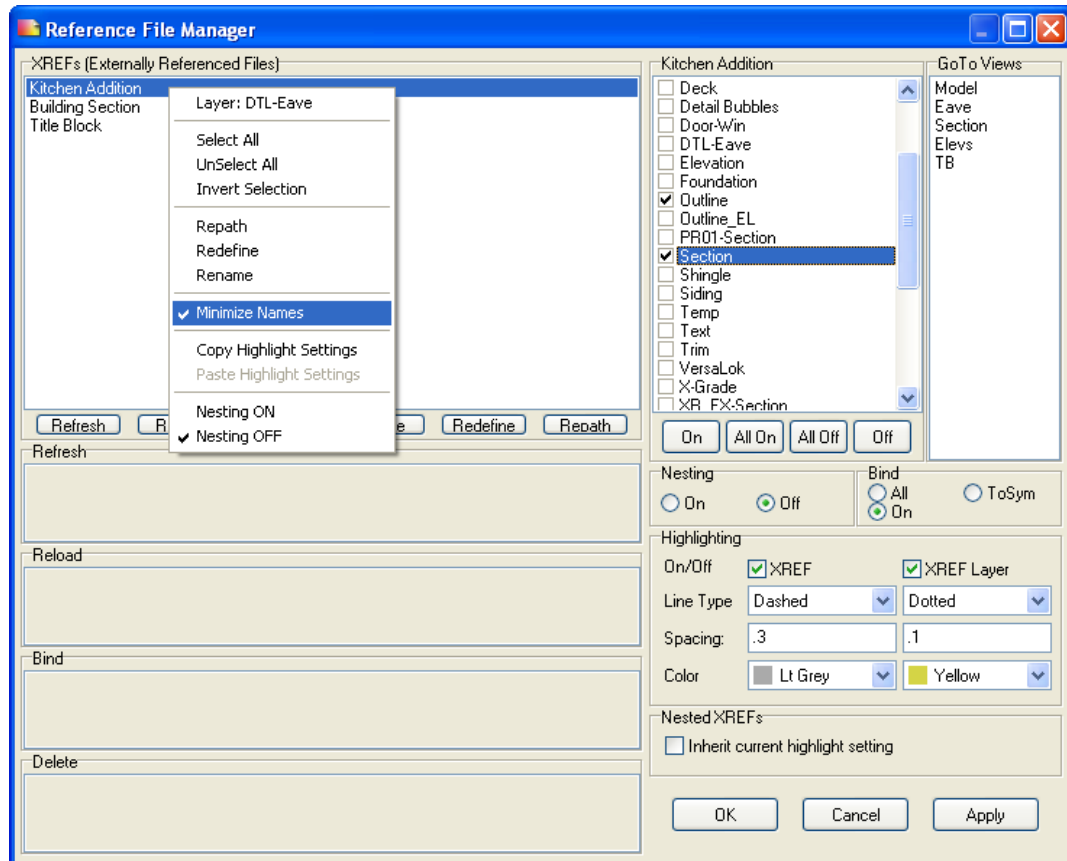 Reference File Manager
XREFs (Externally Referenced Files)
Kitchen Addition
Building Section
Title Block
Layer: DTL-Eave
Select All
UnSelect All
Invert Selection
Repath
Redefine
Rename
Minimize Names
Copy Highlight Settings
Paste Highlight Settings
Nesting ON
Nesting OFF
Refresh
R
e
Redefine
Repath
Refresh
Reload
Bind
Delete
Kitchen Addition
Deck
Detail Bubbles
Door-Win
DTL-Eave
Elevation
Foundation
Outline
Outline_EL
PR01-Section
Section
Shingle
Siding
Temp
Text
Trim
VersaLok
X-Grade
XR_EX-Section
On
All On
All Off
Off
GoTo Views
Model
Eave
Section
Elevs
TB
Nesting
On
Off
Bind
All
On
ToSym
Highlighting
On/Off
XREF
XREF Layer
Line Type
Dashed
Dotted
Spacing:
.3
.1
Color
Lt Grey
Yellow
Nested XREFs
Inherit current highlight setting
OK
Cancel
Apply